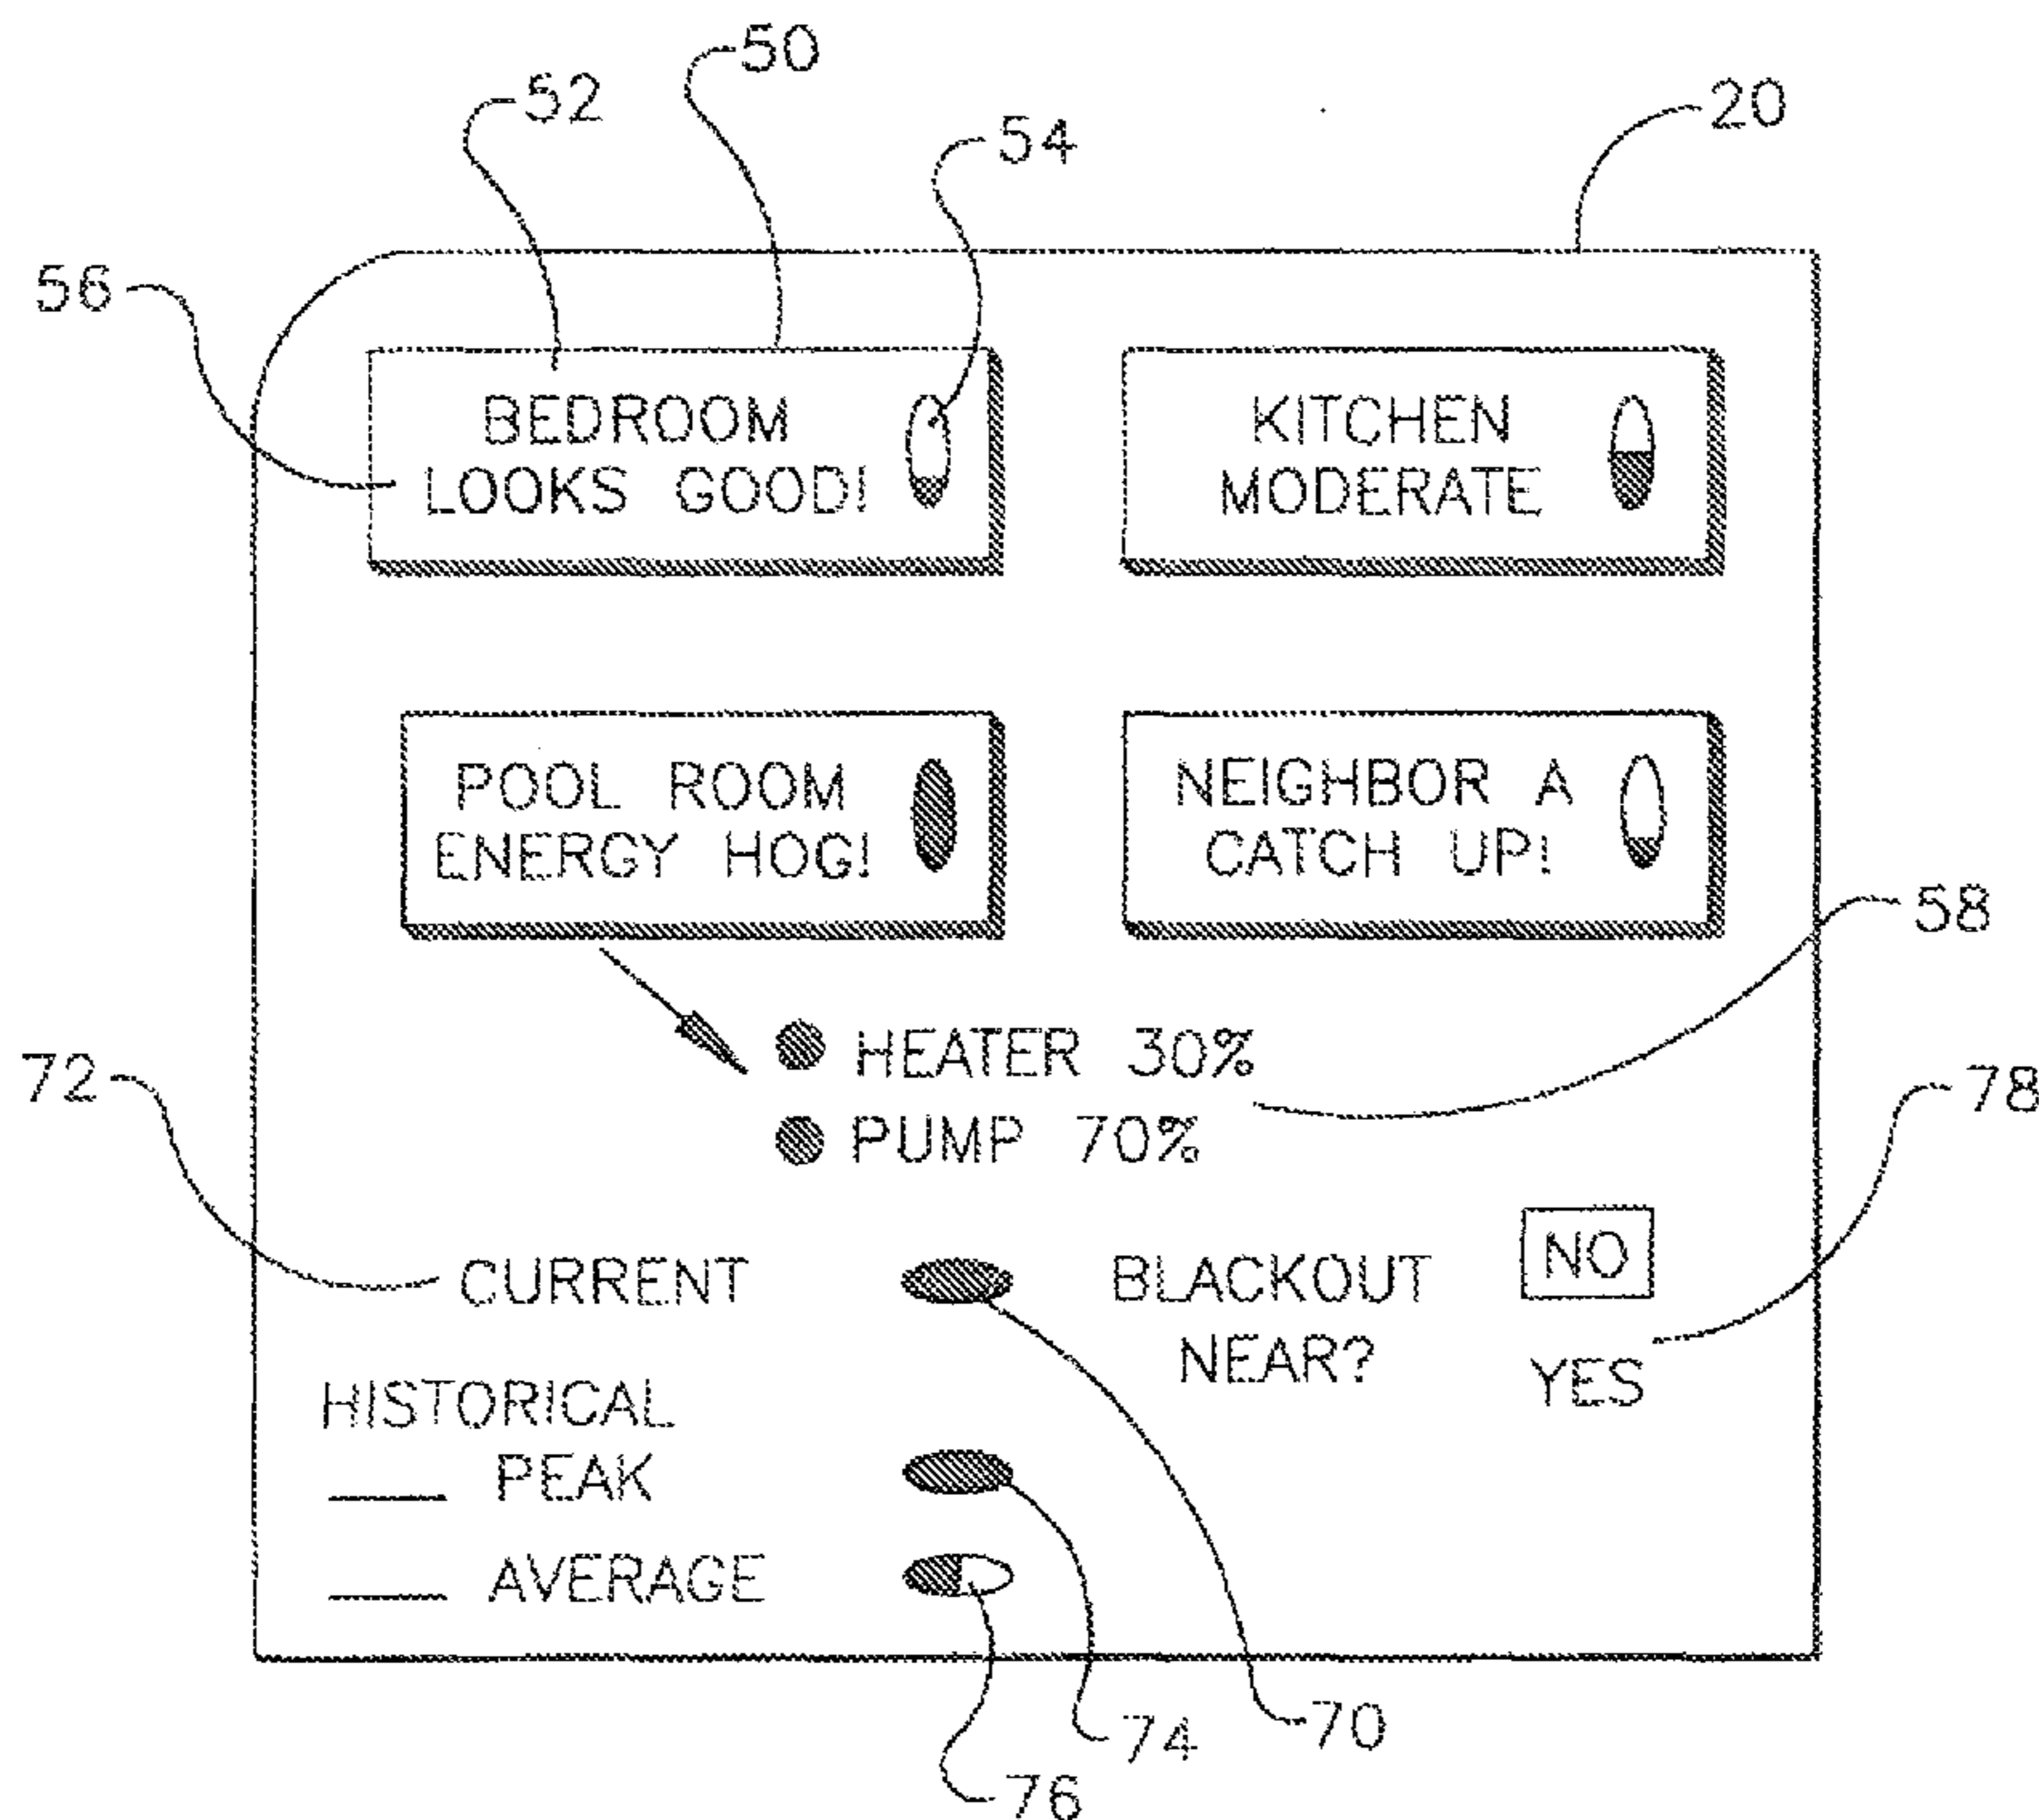 50
52
54
20
56
BEDROOM
LOOKS GOOD!
KITCHEN
MODERATE
POOL ROOM
ENERGY HOG!
NEIGHBOR A
CATCH UP!
58
HEATER 30%
72
78
PUMP 70%
CURRENT
BLACKOUT
NEAR?
NO
YES
HISTORICAL
PEAK
AVERAGE
70
74
76